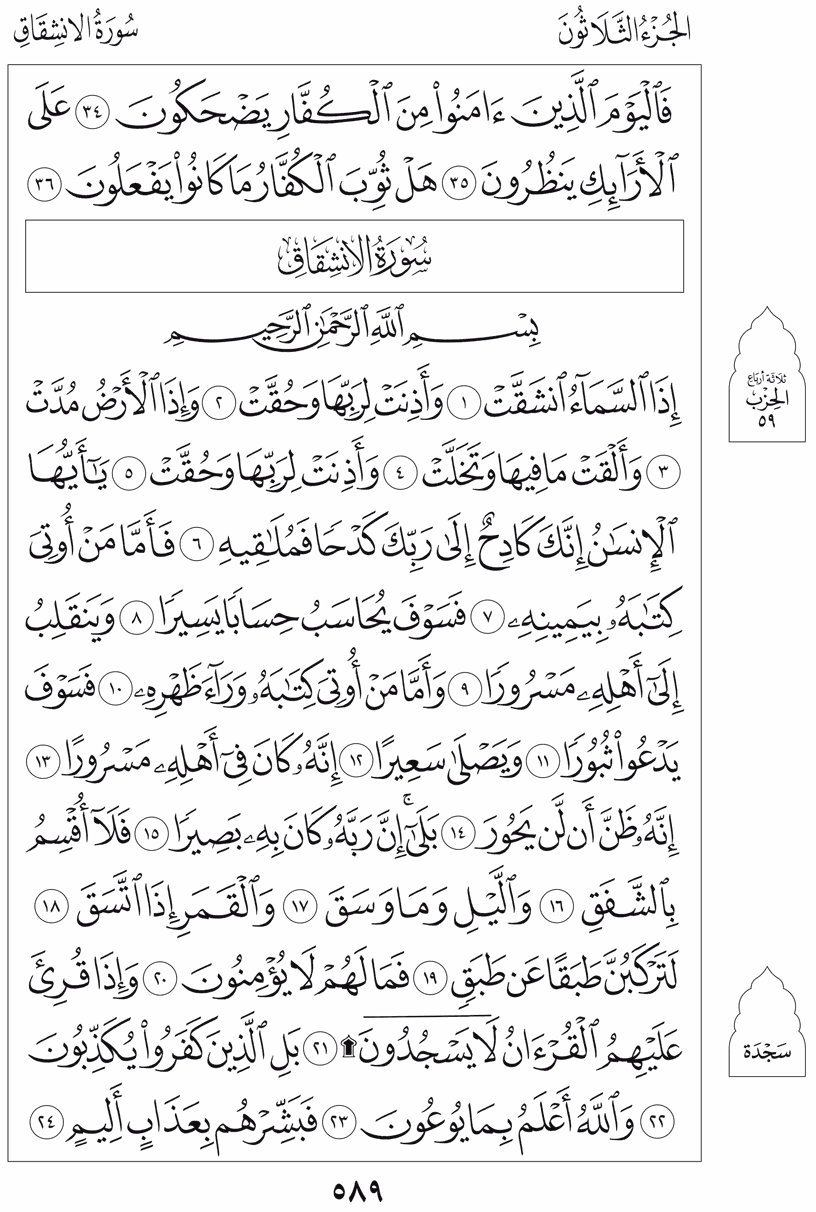 الجُزْءُ الثَّلَاثُونَ
سُورَةُ الانشِقَاقِ
فَٱلْيَوْمَ ٱلَّذِينَ ءَامَنُوا۟ مِنَ ٱلْكُفَّارِ يَضْحَكُونَ ٣٤ عَلَى
ٱلْأَرَآئِكِ يَنظُرُونَ ٣٥ هَلْ ثُوِّبَ ٱلْكُفَّارُ مَا كَانُوا۟ يَفْعَلُونَ ٣٦
سُورَةُ الانشِقَاقِ
بِسْمِ ٱللَّهِ ٱلرَّحْمَٰنِ ٱلرَّحِيمِ
إِذَا ٱلسَّمَآءُ ٱنشَقَّتْ ١ وَأَذِنَتْ لِرَبِّهَا وَحُقَّتْ ٢ وَإِذَا ٱلْأَرْضُ مُدَّتْ
٣ وَأَلْقَتْ مَا فِيهَا وَتَخَلَّتْ ٤ وَأَذِنَتْ لِرَبِّهَا وَحُقَّتْ ٥ يَٰٓأَيُّهَا
ٱلْإِنسَٰنُ إِنَّكَ كَادِحٌ إِلَىٰ رَبِّكَ كَدْحًا فَمُلَٰقِيهِ ٦ فَأَمَّا مَنْ أُوتِىَ
كِتَٰبَهُۥ بِيَمِينِهِۦ ٧ فَسَوْفَ يُحَاسَبُ حِسَابًا يَسِيرًا ٨ وَيَنقَلِبُ
إِلَىٰٓ أَهْلِهِۦ مَسْرُورًا ٩ وَأَمَّا مَنْ أُوتِىَ كِتَٰبَهُۥ وَرَآءَ ظَهْرِهِۦ ١٠ فَسَوْفَ
يَدْعُوا۟ ثُبُورًا ١١ وَيَصْلَىٰ سَعِيرًا ١٢ إِنَّهُۥ كَانَ فِىٓ أَهْلِهِۦ مَسْرُورًا ١٣
إِنَّهُۥ ظَنَّ أَن لَّن يَحُورَ ١٤ بَلَىٰٓۚ إِنَّ رَبَّهُۥ كَانَ بِهِۦ بَصِيرًا ١٥ فَلَآ أُقْسِمُ
بِٱلشَّفَقِ ١٦ وَٱلَّيْلِ وَمَا وَسَقَ ١٧ وَٱلْقَمَرِ إِذَا ٱتَّسَقَ ١٨
لَتَرْكَبُنَّ طَبَقًا عَن طَبَقٍ ١٩ فَمَا لَهُمْ لَا يُؤْمِنُونَ ٢٠ وَإِذَا قُرِئَ
عَلَيْهِمُ ٱلْقُرْءَانُ لَا يَسْجُدُونَ ۩ ٢١ بَلِ ٱلَّذِينَ كَفَرُوا۟ يُكَذِّبُونَ
٢٢ وَٱللَّهُ أَعْلَمُ بِمَا يُوعُونَ ٢٣ فَبَشِّرْهُم بِعَذَابٍ أَلِيمٍ ٢٤
ثلاثة أرباع
الحِزْب
٥٩
سَجْدَة
٥٨٩